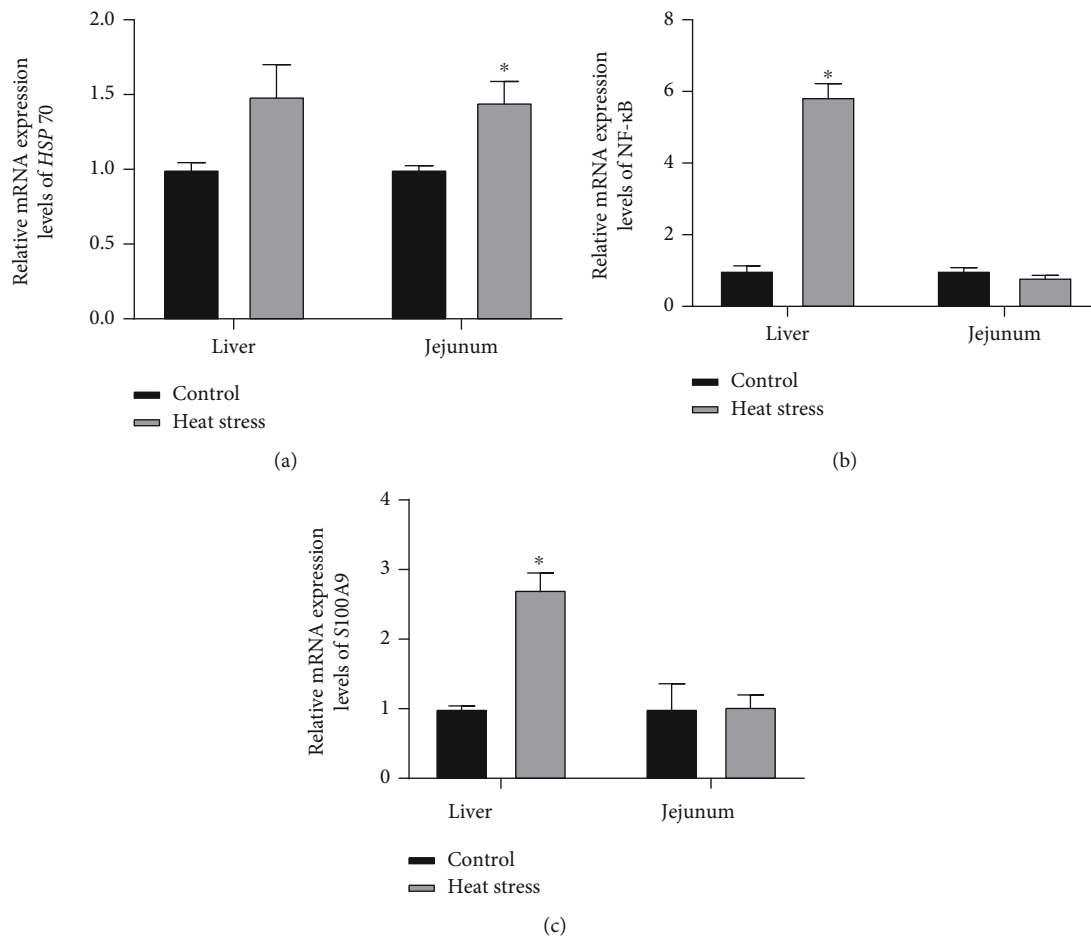 Relative mRNA expression
levels of HSP 70
2.0
1.5
1.0
0.5
0.0
*
Liver
Jejunum
Control
Heat stress
(a)
Relative mRNA expression
levels of NF-κB
8
6
4
2
0
*
Liver
Jejunum
Control
Heat stress
(b)
Relative mRNA expression
levels of S100A9
4
3
2
1
0
*
Liver
Jejunum
Control
Heat stress
(c)